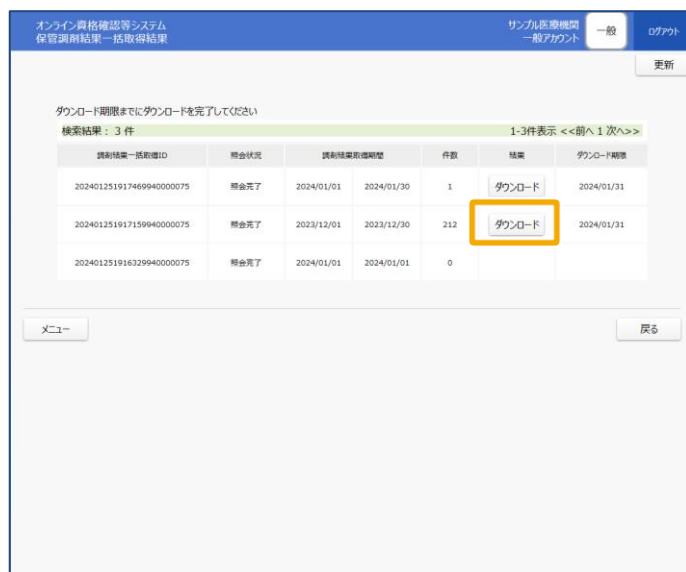 オンライン資格確認等システム
保管調剤結果一括取得結果
サンプル医療機関
一般アカウント
一般
ログアウト
更新
ダウンロード期限までにダウンロードを完了してください
検索結果： 3 件 1-3件表示 <<前へ 1 次へ>>
調剤結果一括取得ID 照会状況 調剤結果取得期間 件数 結果 ダウンロード期限
202401251917469940000075 照会完了 2024/01/01 2024/01/30 1 ダウンロード 2024/01/31
202401251917159940000075 照会完了 2023/12/01 2023/12/30 212 ダウンロード 2024/01/31
202401251916329940000075 照会完了 2024/01/01 2024/01/01 0
メニュー 戻る